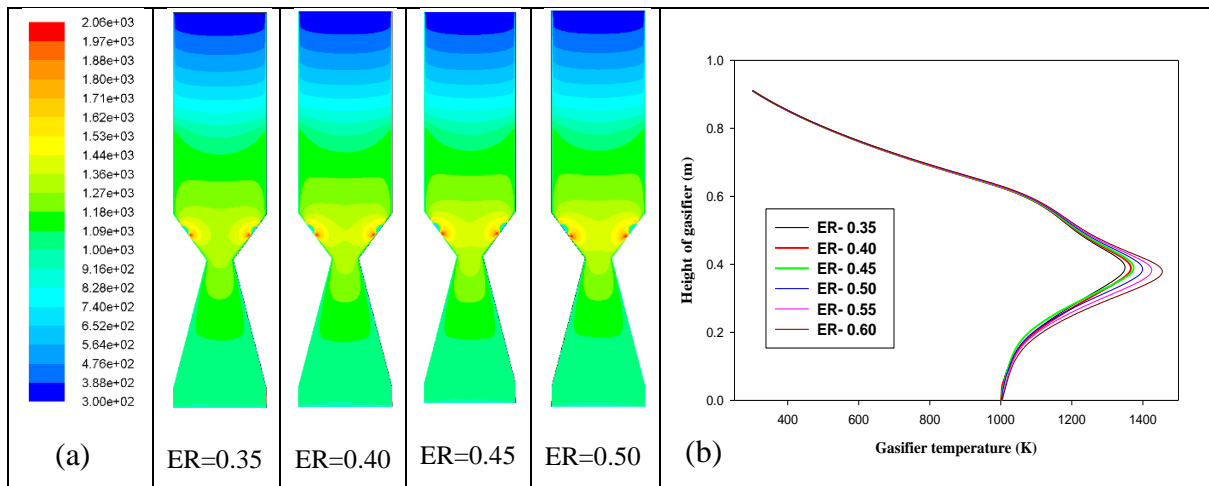 2.06e+03
1.97e+03
1.88e+03
1.80e+03
1.71e+03
1.62e+03
1.53e+03
1.44e+03
1.35e+03
1.27e+03
1.18e+03
1.09e+03
1.00e+03
9.16e+02
8.28e+02
7.40e+02
6.52e+02
5.64e+02
4.76e+02
3.88e+02
3.00e+02
(a)
ER=0.35
ER=0.40
ER=0.45
ER=0.50
Height of gasifier (m)
1.0
0.8
0.6
0.4
0.2
0.0
ER- 0.35
ER- 0.40
ER- 0.45
ER- 0.50
ER- 0.55
ER- 0.60
400
600
800
1000
1200
1400
Gasifier temperature (K)
(b)